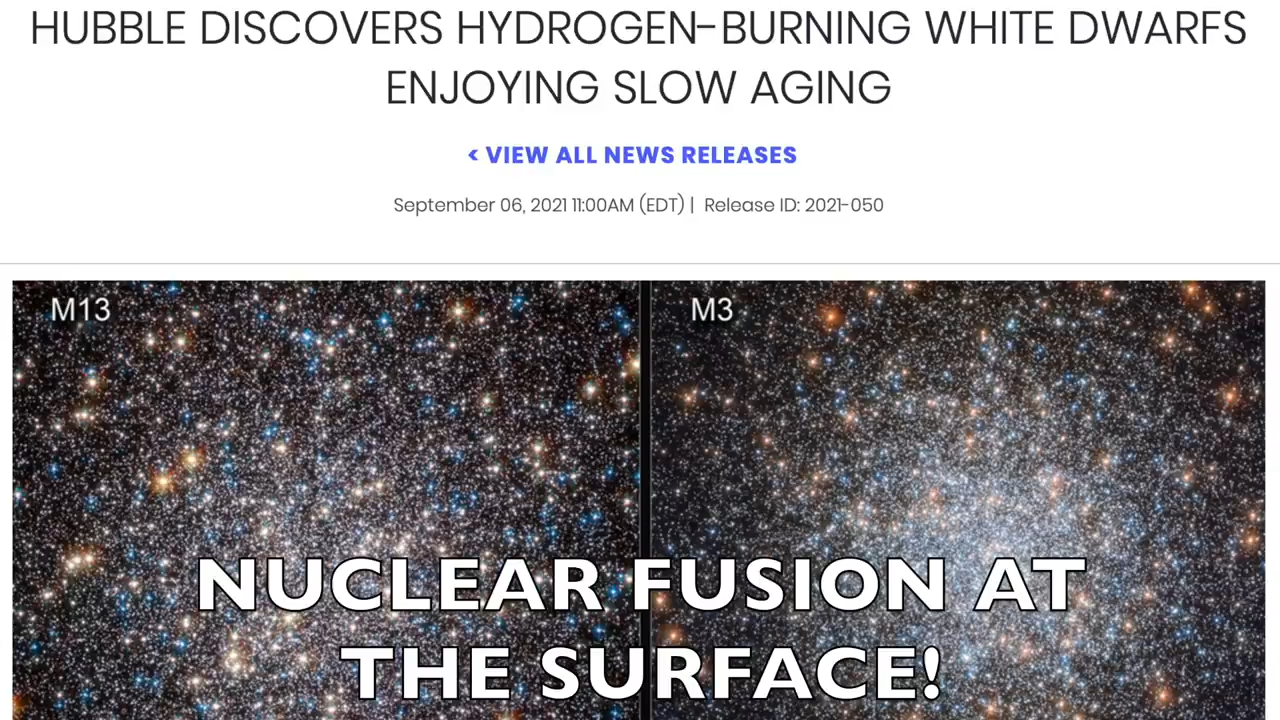 HUBBLE DISCOVERS HYDROGEN-BURNING WHITE DWARFS
ENJOYING SLOW AGING
< VIEW ALL NEWS RELEASES
September 06, 2021 11:00AM (EDT) | Release ID: 2021-050
M13
M3
NUCLEAR FUSION AT
THE SURFACE!